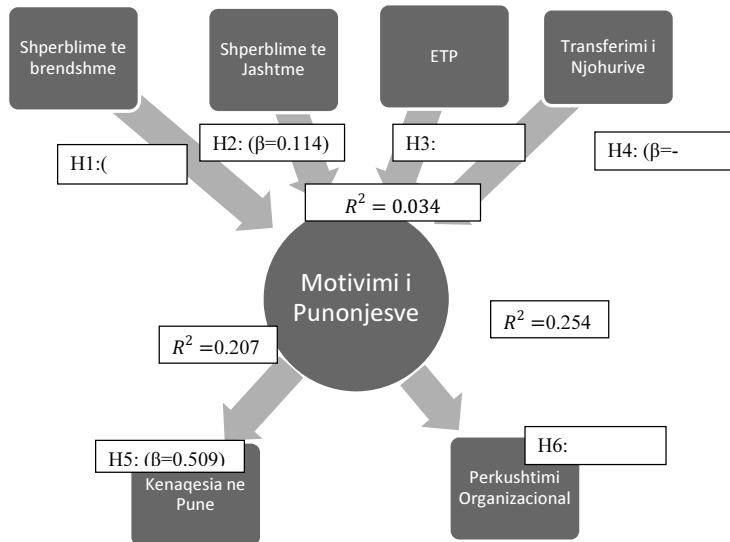 Shperblime te
brendshme
Shperblime te
Jashtme
ETP
Transferimi i
Njohurive
H1:(
H2: (β=0.114)
H3:
H4: (β=-
R² = 0.034
Motivimi i
Punonjesve
R² =0.207
R² =0.254
H5: (β=0.509)
Kenaqesia ne
Pune
H6:
Perkushtimi
Organizacional